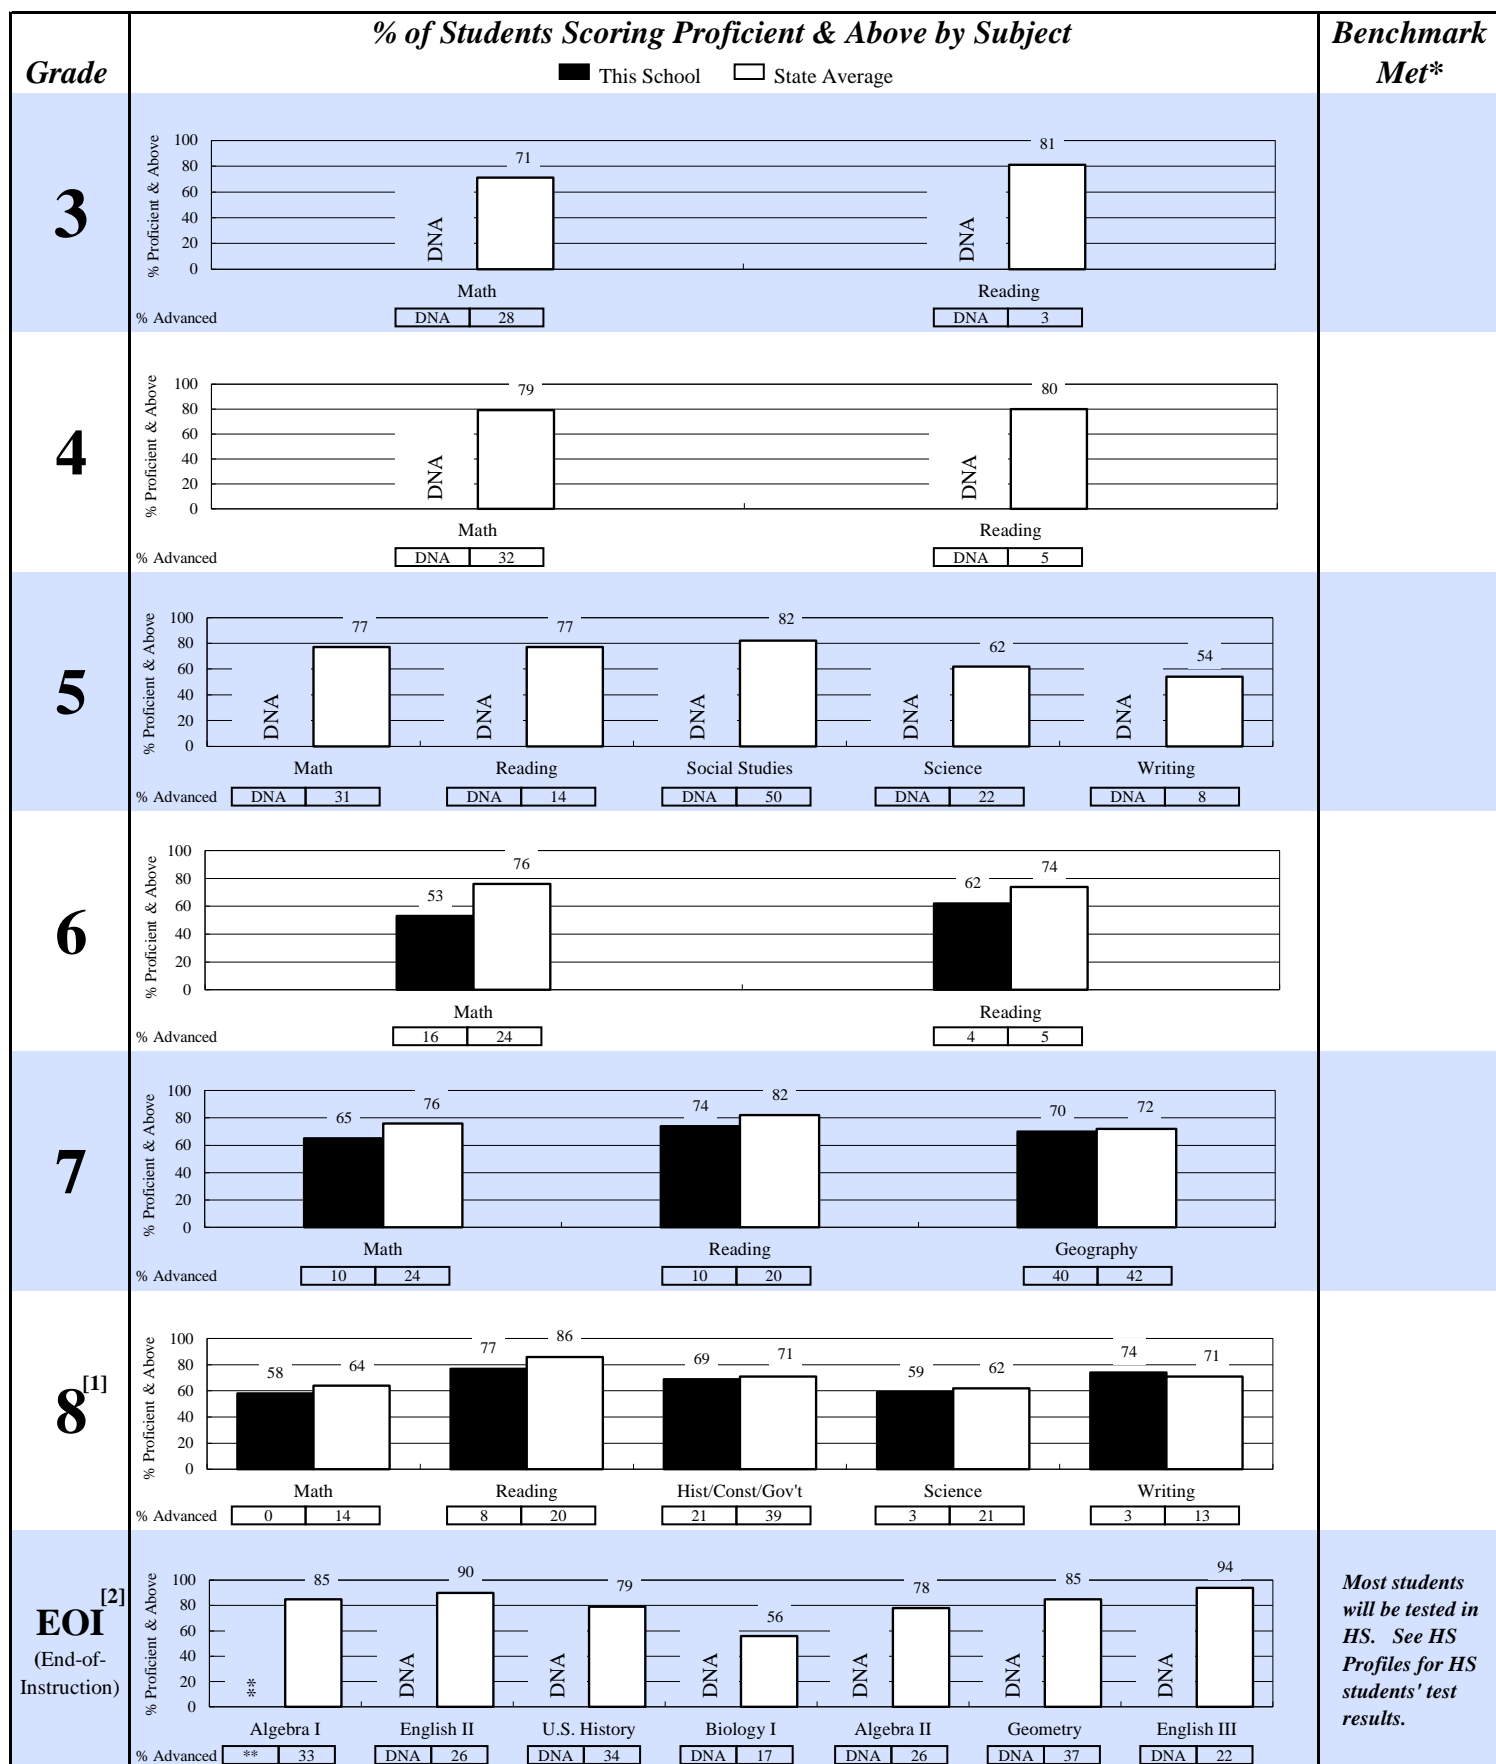 Grade
% of Students Scoring Proficient & Above by Subject
This School State Average
Benchmark
Met*
3
% Proficient & Above
100
80
60
40
20
0
DNA 71
DNA 81
Math Reading
% Advanced DNA 28 DNA 3
4
% Proficient & Above
100
80
60
40
20
0
DNA 79
DNA 80
Math Reading
% Advanced DNA 32 DNA 5
5
% Proficient & Above
100
80
60
40
20
0
DNA 77
DNA 77
DNA 82
DNA 62
DNA 54
Math Reading Social Studies Science Writing
% Advanced DNA 31 DNA 14 DNA 50 DNA 22 DNA 8
6
% Proficient & Above
100
80
60
40
20
0
53 76
62 74
Math Reading
% Advanced 16 24 4 5
7
% Proficient & Above
100
80
60
40
20
0
65 76
74 82
70 72
Math Reading Geography
% Advanced 10 24 10 20 40 42
8[1]
% Proficient & Above
100
80
60
40
20
0
58 64
77 86
69 71
59 62
74 71
Math Reading Hist/Const/Gov't Science Writing
% Advanced 0 14 8 20 21 39 3 21 3 13
EOI[2]
(End-of-
Instruction)
% Proficient & Above
100
80
60
40
20
0
** 85
DNA 90
DNA 79
DNA 56
DNA 78
DNA 85
DNA 94
Algebra I English II U.S. History Biology I Algebra II Geometry English III
% Advanced ** 33 DNA 26 DNA 34 DNA 17 DNA 26 DNA 37 DNA 22
Most students
will be tested in
HS. See HS
Profiles for HS
students' test
results.